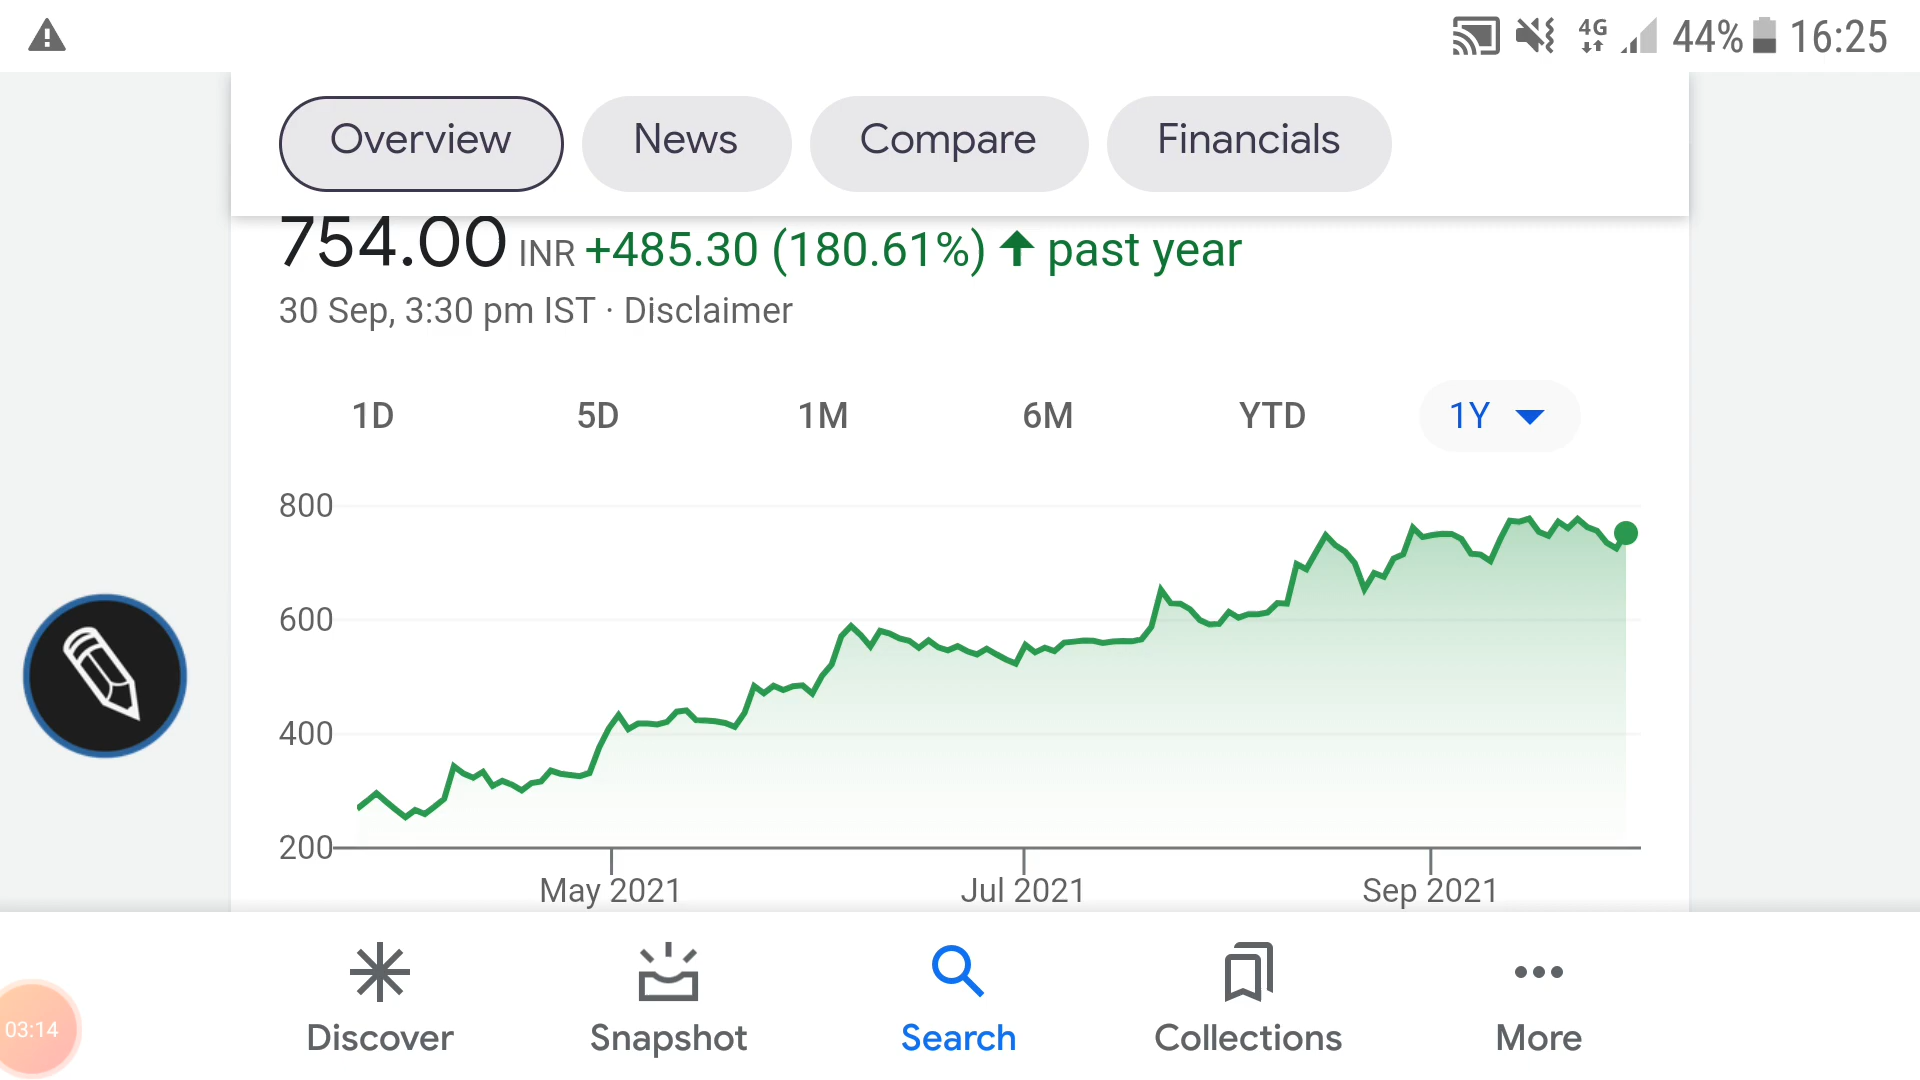 4G 44% 16:25
Overview News Compare Financials
754.00 INR +485.30 (180.61%) ↑ past year
30 Sep, 3:30 pm IST · Disclaimer
1D 5D 1M 6M YTD 1Y
800
600
400
200
May 2021 Jul 2021 Sep 2021
03:14
Discover Snapshot Search Collections More